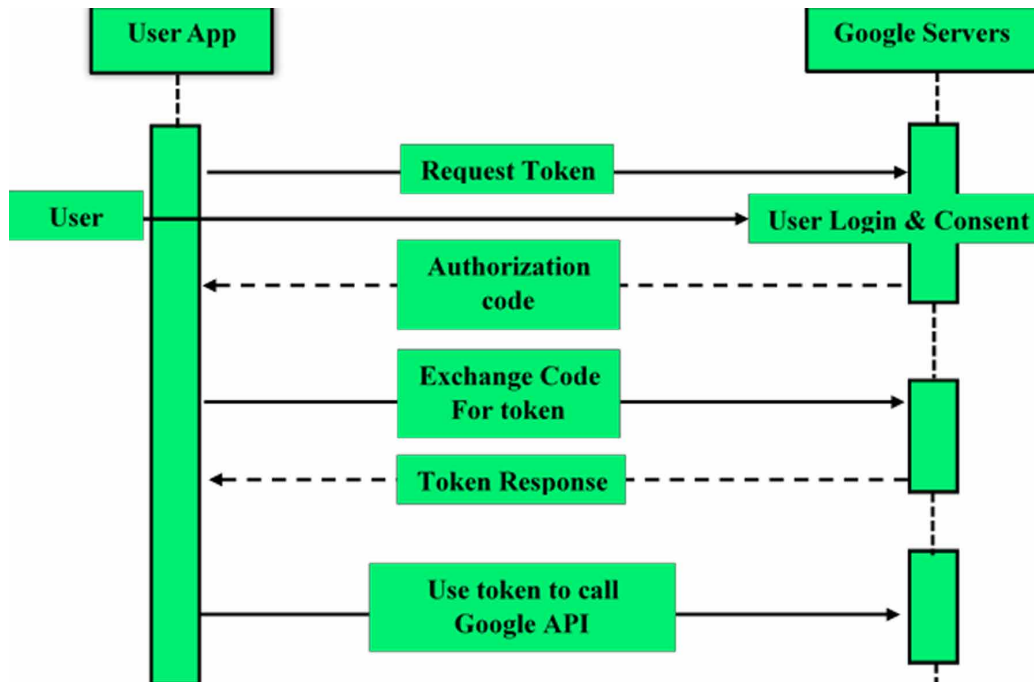 User App
Google Servers
Request Token
User
User Login & Consent
Authorization
code
Exchange Code
For token
Token Response
Use token to call
Google API